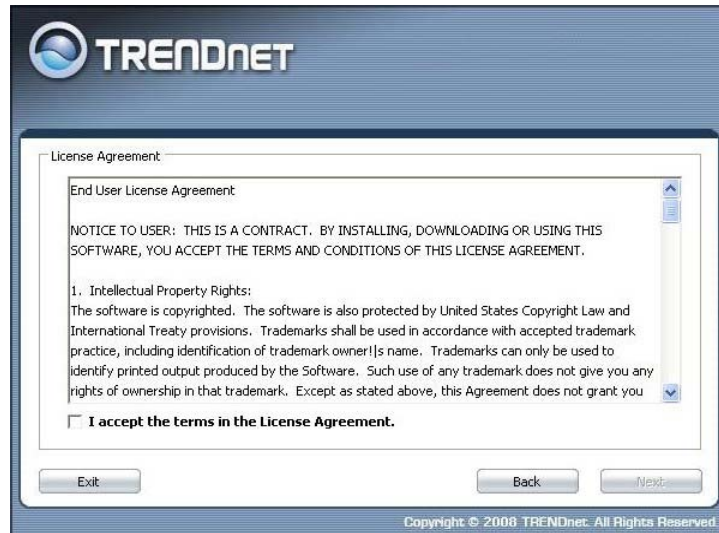 TRENDNET
License Agreement
End User License Agreement
NOTICE TO USER: THIS IS A CONTRACT. BY INSTALLING, DOWNLOADING OR USING THIS
SOFTWARE, YOU ACCEPT THE TERMS AND CONDITIONS OF THIS LICENSE AGREEMENT.
1. Intellectual Property Rights:
The software is copyrighted. The software is also protected by United States Copyright Law and
International Treaty provisions. Trademarks shall be used in accordance with accepted trademark
practice, including identification of trademark owner!|s name. Trademarks can only be used to
identify printed output produced by the Software. Such use of any trademark does not give you any
rights of ownership in that trademark. Except as stated above, this Agreement does not grant you
I accept the terms in the License Agreement.
Exit
Back
Next
Copyright © 2008 TRENDnet. All Rights Reserved.